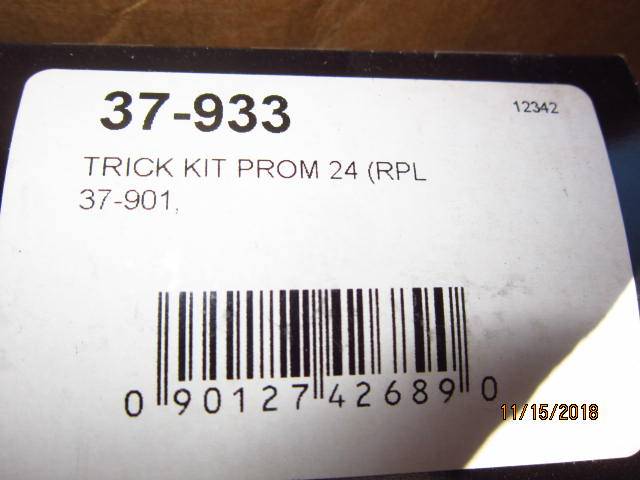 37-933
12342
TRICK KIT PROM 24 (RPL
37-901,
0 90127 42689 0
11/15/2018